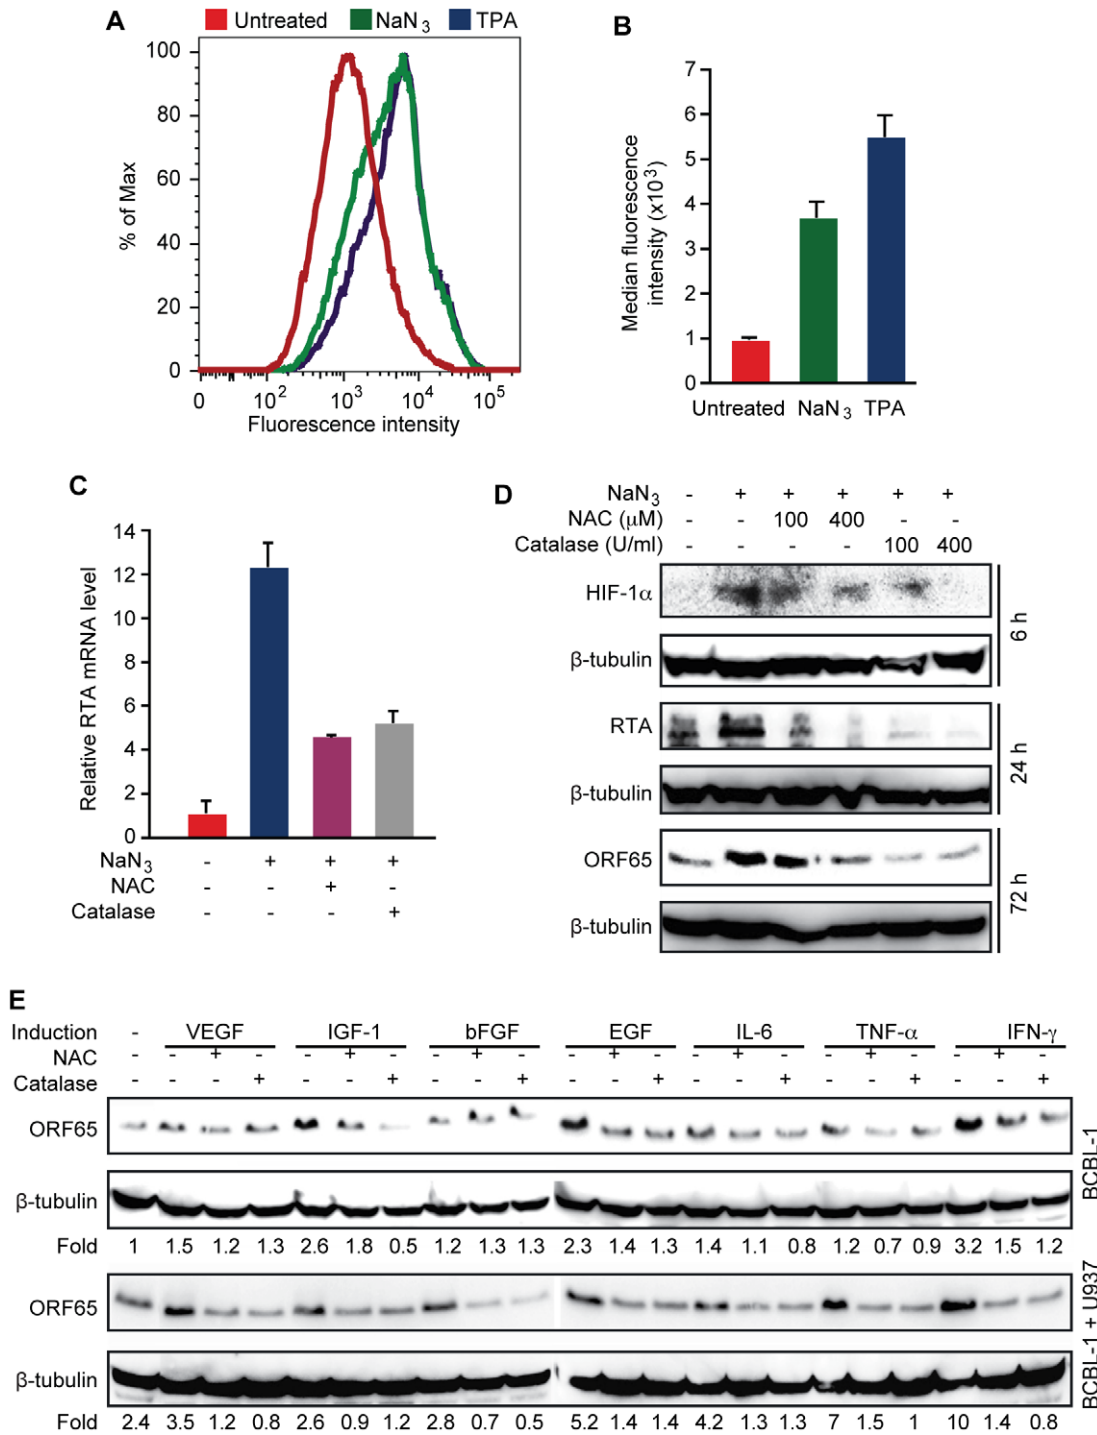 A
Untreated NaN3 TPA
100
80
60
40
20
0
% of Max
0 10^2 10^3 10^4 10^5
Fluorescence intensity
B
7
6
5
4
3
2
1
0
Median fluorescence
intensity (x10^3)
Untreated NaN3 TPA
C
14
12
10
8
6
4
2
0
Relative RTA mRNA level
NaN3 - + + +
NAC - - + -
Catalase - - - +
D
NaN3 - + + + + +
NAC (μM) - - 100 400 - -
Catalase (U/ml) - - - - 100 400
HIF-1α
β-tubulin
6 h
RTA
β-tubulin
24 h
ORF65
β-tubulin
72 h
E
Induction - VEGF IGF-1 bFGF EGF IL-6 TNF-α IFN-γ
NAC - - + - - + - - + - - + - - + - - + - - + -
Catalase - - - + - - + - - + - - + - - + - - + - - +
ORF65
β-tubulin
Fold 1 1.5 1.2 1.3 2.6 1.8 0.5 1.2 1.3 1.3 2.3 1.4 1.3 1.4 1.1 0.8 1.2 0.7 0.9 3.2 1.5 1.2
BCBL-1
ORF65
β-tubulin
Fold 2.4 3.5 1.2 0.8 2.6 0.9 1.2 2.8 0.7 0.5 5.2 1.4 1.4 4.2 1.3 1.3 7 1.5 1 10 1.4 0.8
BCBL-1 + U937